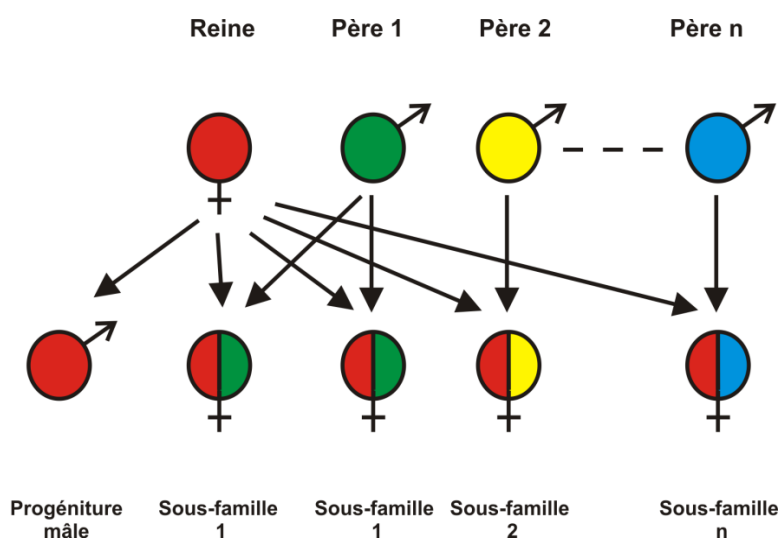 Reine Père 1 Père 2 Père n
Progéniture Sous-famille Sous-famille Sous-famille Sous-famille
mâle 1 1 2 n